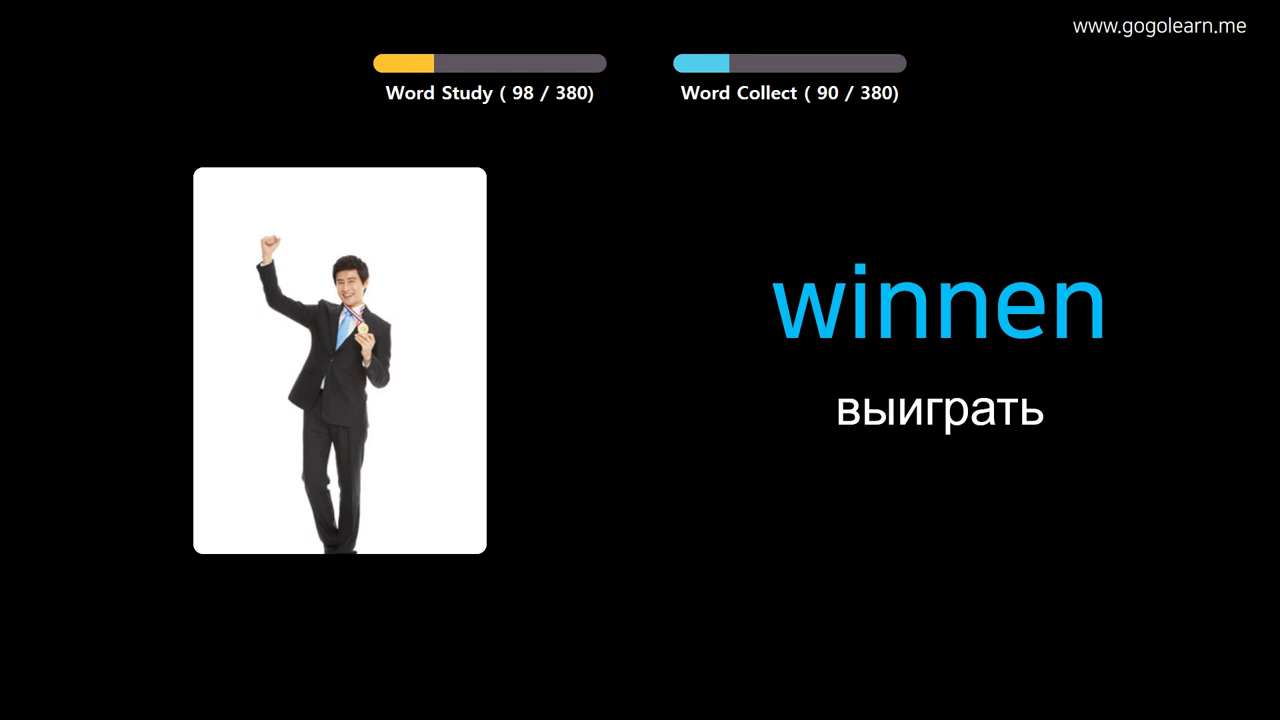 www.gogolearn.me
Word Study ( 98 / 380)
Word Collect ( 90 / 380)
winnen
выиграть